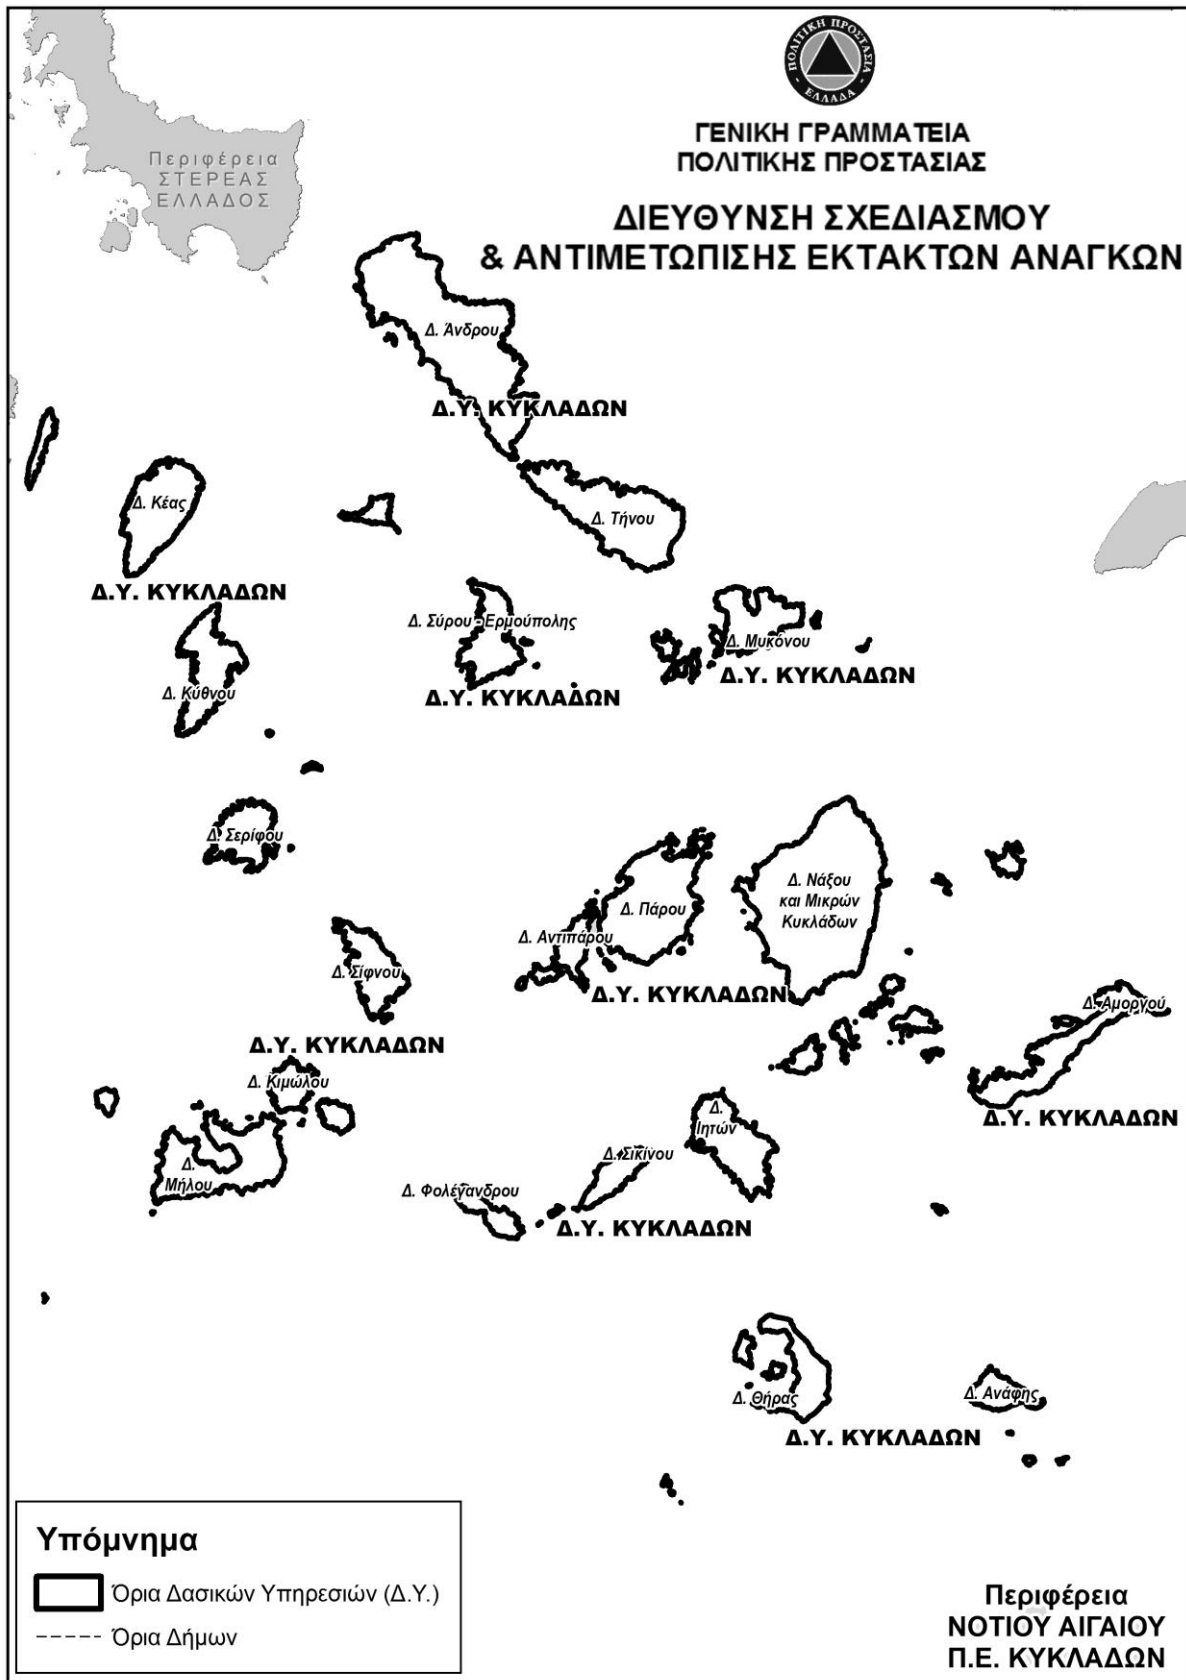 ΠΟΛΙΤΙΚΗ ΠΡΟΣΤΑΣΙΑ
- ΕΛΛΑΔΑ -
ΓΕΝΙΚΗ ΓΡΑΜΜΑΤΕΙΑ
ΠΟΛΙΤΙΚΗΣ ΠΡΟΣΤΑΣΙΑΣ
ΔΙΕΥΘΥΝΣΗ ΣΧΕΔΙΑΣΜΟΥ
& ΑΝΤΙΜΕΤΩΠΙΣΗΣ ΕΚΤΑΚΤΩΝ ΑΝΑΓΚΩΝ
Περιφέρεια
ΣΤΕΡΕΑΣ
ΕΛΛΑΔΟΣ
Δ. Άνδρου
Δ.Υ. ΚΥΚΛΑΔΩΝ
Δ. Κέας
Δ. Τήνου
Δ.Υ. ΚΥΚΛΑΔΩΝ
Δ. Σύρου - Ερμούπολης
Δ. Μυκόνου
Δ.Υ. ΚΥΚΛΑΔΩΝ
Δ. Κύθνου
Δ.Υ. ΚΥΚΛΑΔΩΝ
Δ. Σερίφου
Δ. Νάξου
και Μικρών
Κυκλάδων
Δ. Πάρου
Δ. Αντιπάρου
Δ. Σίφνου
Δ.Υ. ΚΥΚΛΑΔΩΝ
Δ. Αμοργού
Δ.Υ. ΚΥΚΛΑΔΩΝ
Δ. Κιμώλου
Δ.
Ιητών
Δ.Υ. ΚΥΚΛΑΔΩΝ
Δ. Σικίνου
Δ.
Μήλου
Δ. Φολέγανδρου
Δ.Υ. ΚΥΚΛΑΔΩΝ
Δ. Θήρας
Δ. Ανάφης
Δ.Υ. ΚΥΚΛΑΔΩΝ
Υπόμνημα
Όρια Δασικών Υπηρεσιών (Δ.Υ.)
Όρια Δήμων
Περιφέρεια
ΝΟΤΙΟΥ ΑΙΓΑΙΟΥ
Π.Ε. ΚΥΚΛΑΔΩΝ